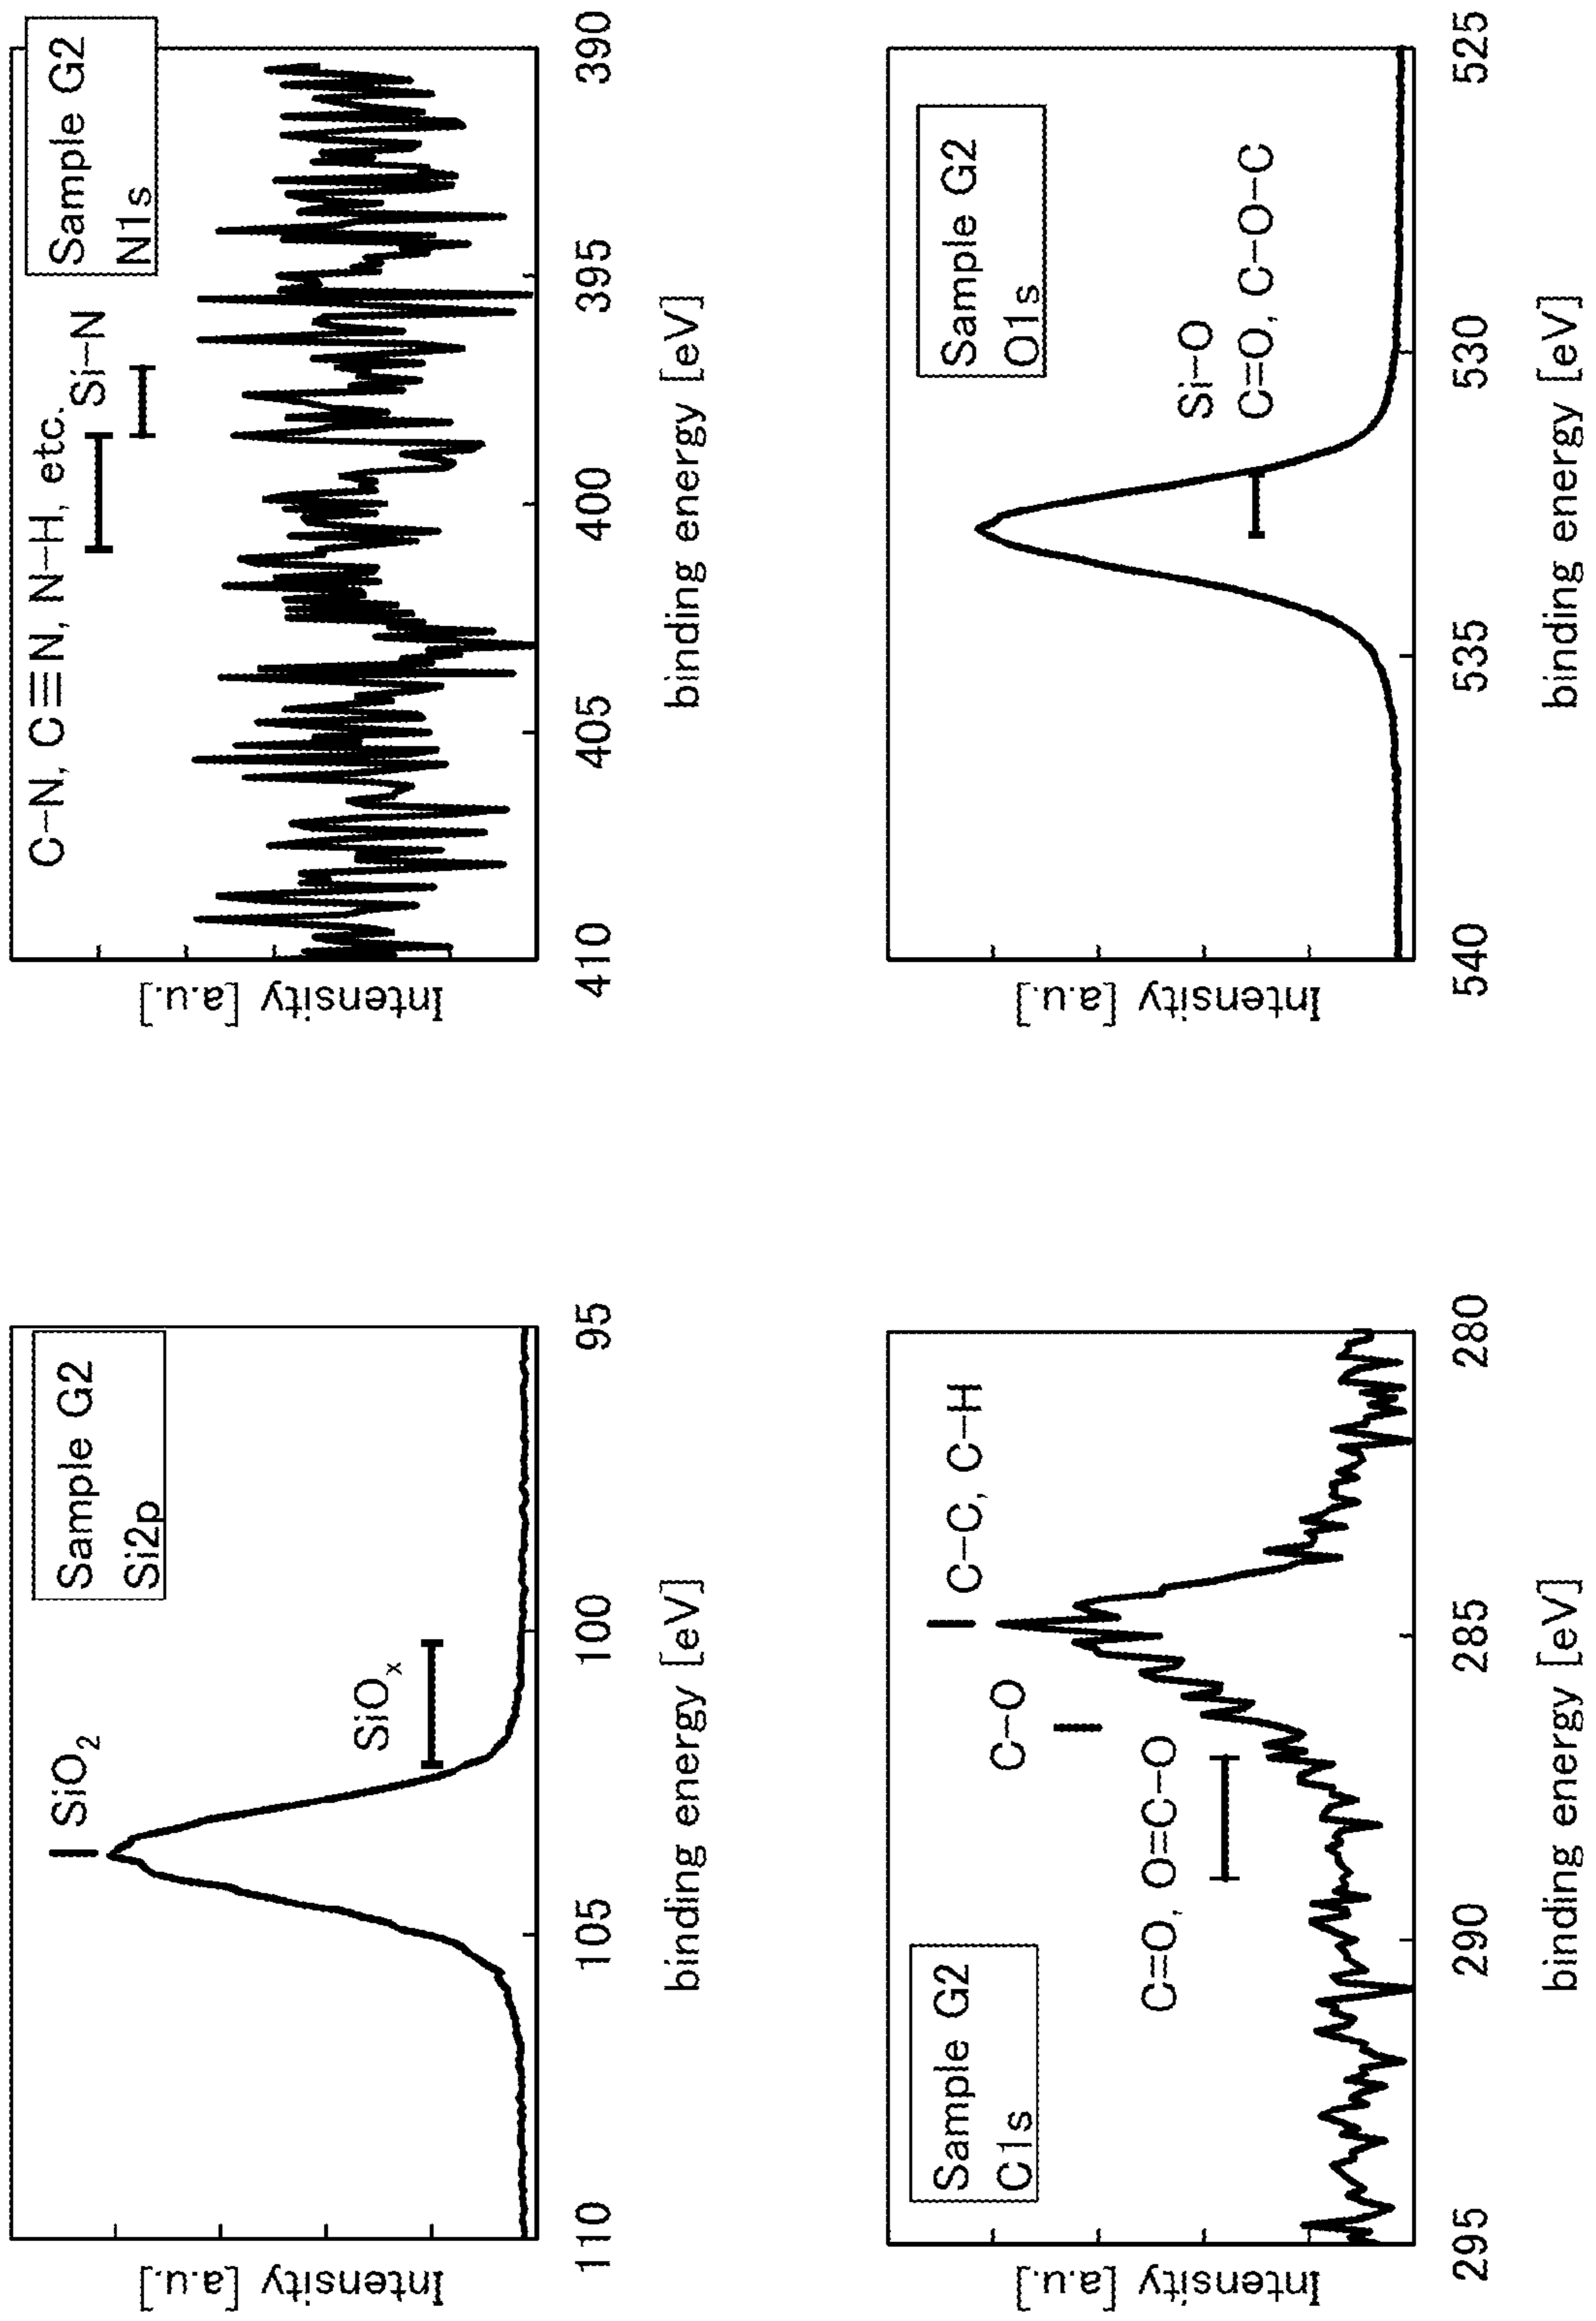 Intensity [a.u.]
SiO2
Sample G2
Si2p
SiOx
110 105 100 95
binding energy [eV]
Intensity [a.u.]
C-N, C≡N, N-H, etc.
Si-N
Sample G2
N1s
410 405 400 395 390
binding energy [eV]
Intensity [a.u.]
Sample G2
C1s
C-C, C-H
C-O
C=O, O=C-O
295 290 285 280
binding energy [eV]
Intensity [a.u.]
Sample G2
O1s
Si-O
C=O, C-O-C
540 535 530 525
binding energy [eV]